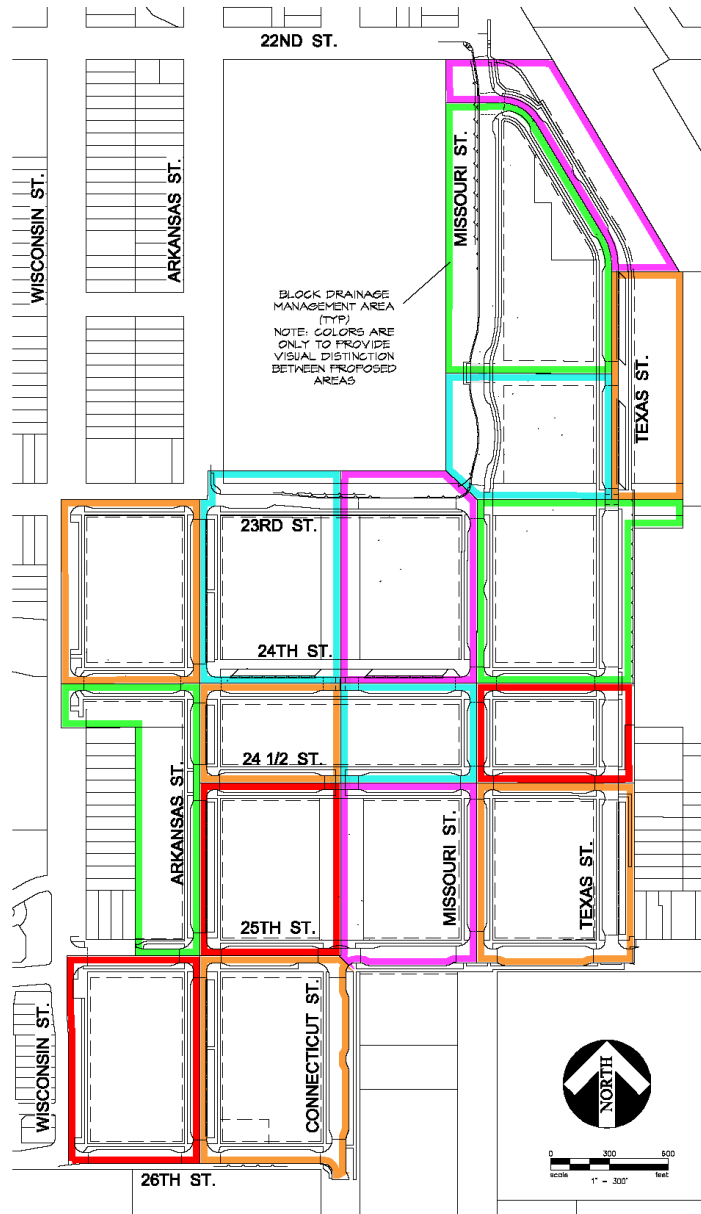 22ND ST.
MISSOURI ST.
WISCONSIN ST.
ARKANSAS ST.
BLOCK DRAINAGE
MANAGEMENT AREA
(TYP)
NOTE: COLORS ARE
ONLY TO PROVIDE
VISUAL DISTINCTION
BETWEEN PROPOSED
AREAS
TEXAS ST.
23RD ST.
24TH ST.
24 1/2 ST.
ARKANSAS ST.
MISSOURI ST.
TEXAS ST.
25TH ST.
WISCONSIN ST.
CONNECTICUT ST.
NORTH
0 300 600
scale 1" = 300' feet
26TH ST.